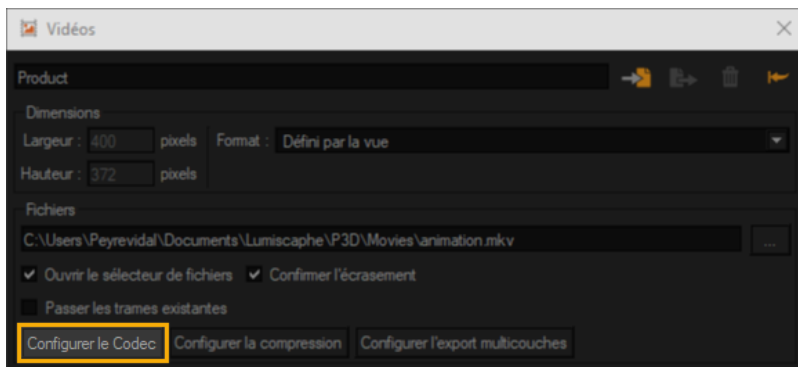 Vidéos
Product
Dimensions
Largeur : 400 pixels Format : Défini par la vue
Hauteur : 372 pixels
Fichiers
C:\Users\Peyrevidal\Documents\Lumiscaphe\P3D\Movies\animation.mkv ...
Ouvrir le sélecteur de fichiers Confirmer l'écrasement
Passer les trames existantes
Configurer le Codec Configurer la compression Configurer l'export multicouches